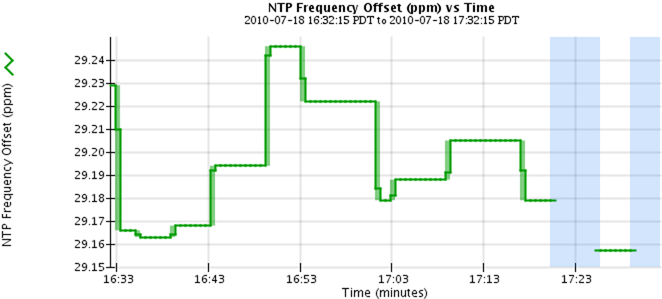 NTP Frequency Offset (ppm) vs Time
2010-07-18 16:32:15 PDT to 2010-07-18 17:32:15 PDT
NTP Frequency Offset (ppm)
29.24
29.23
29.22
29.21
29.20
29.19
29.18
29.17
29.16
29.15
16:33 16:43 16:53 17:03 17:13 17:23
Time (minutes)